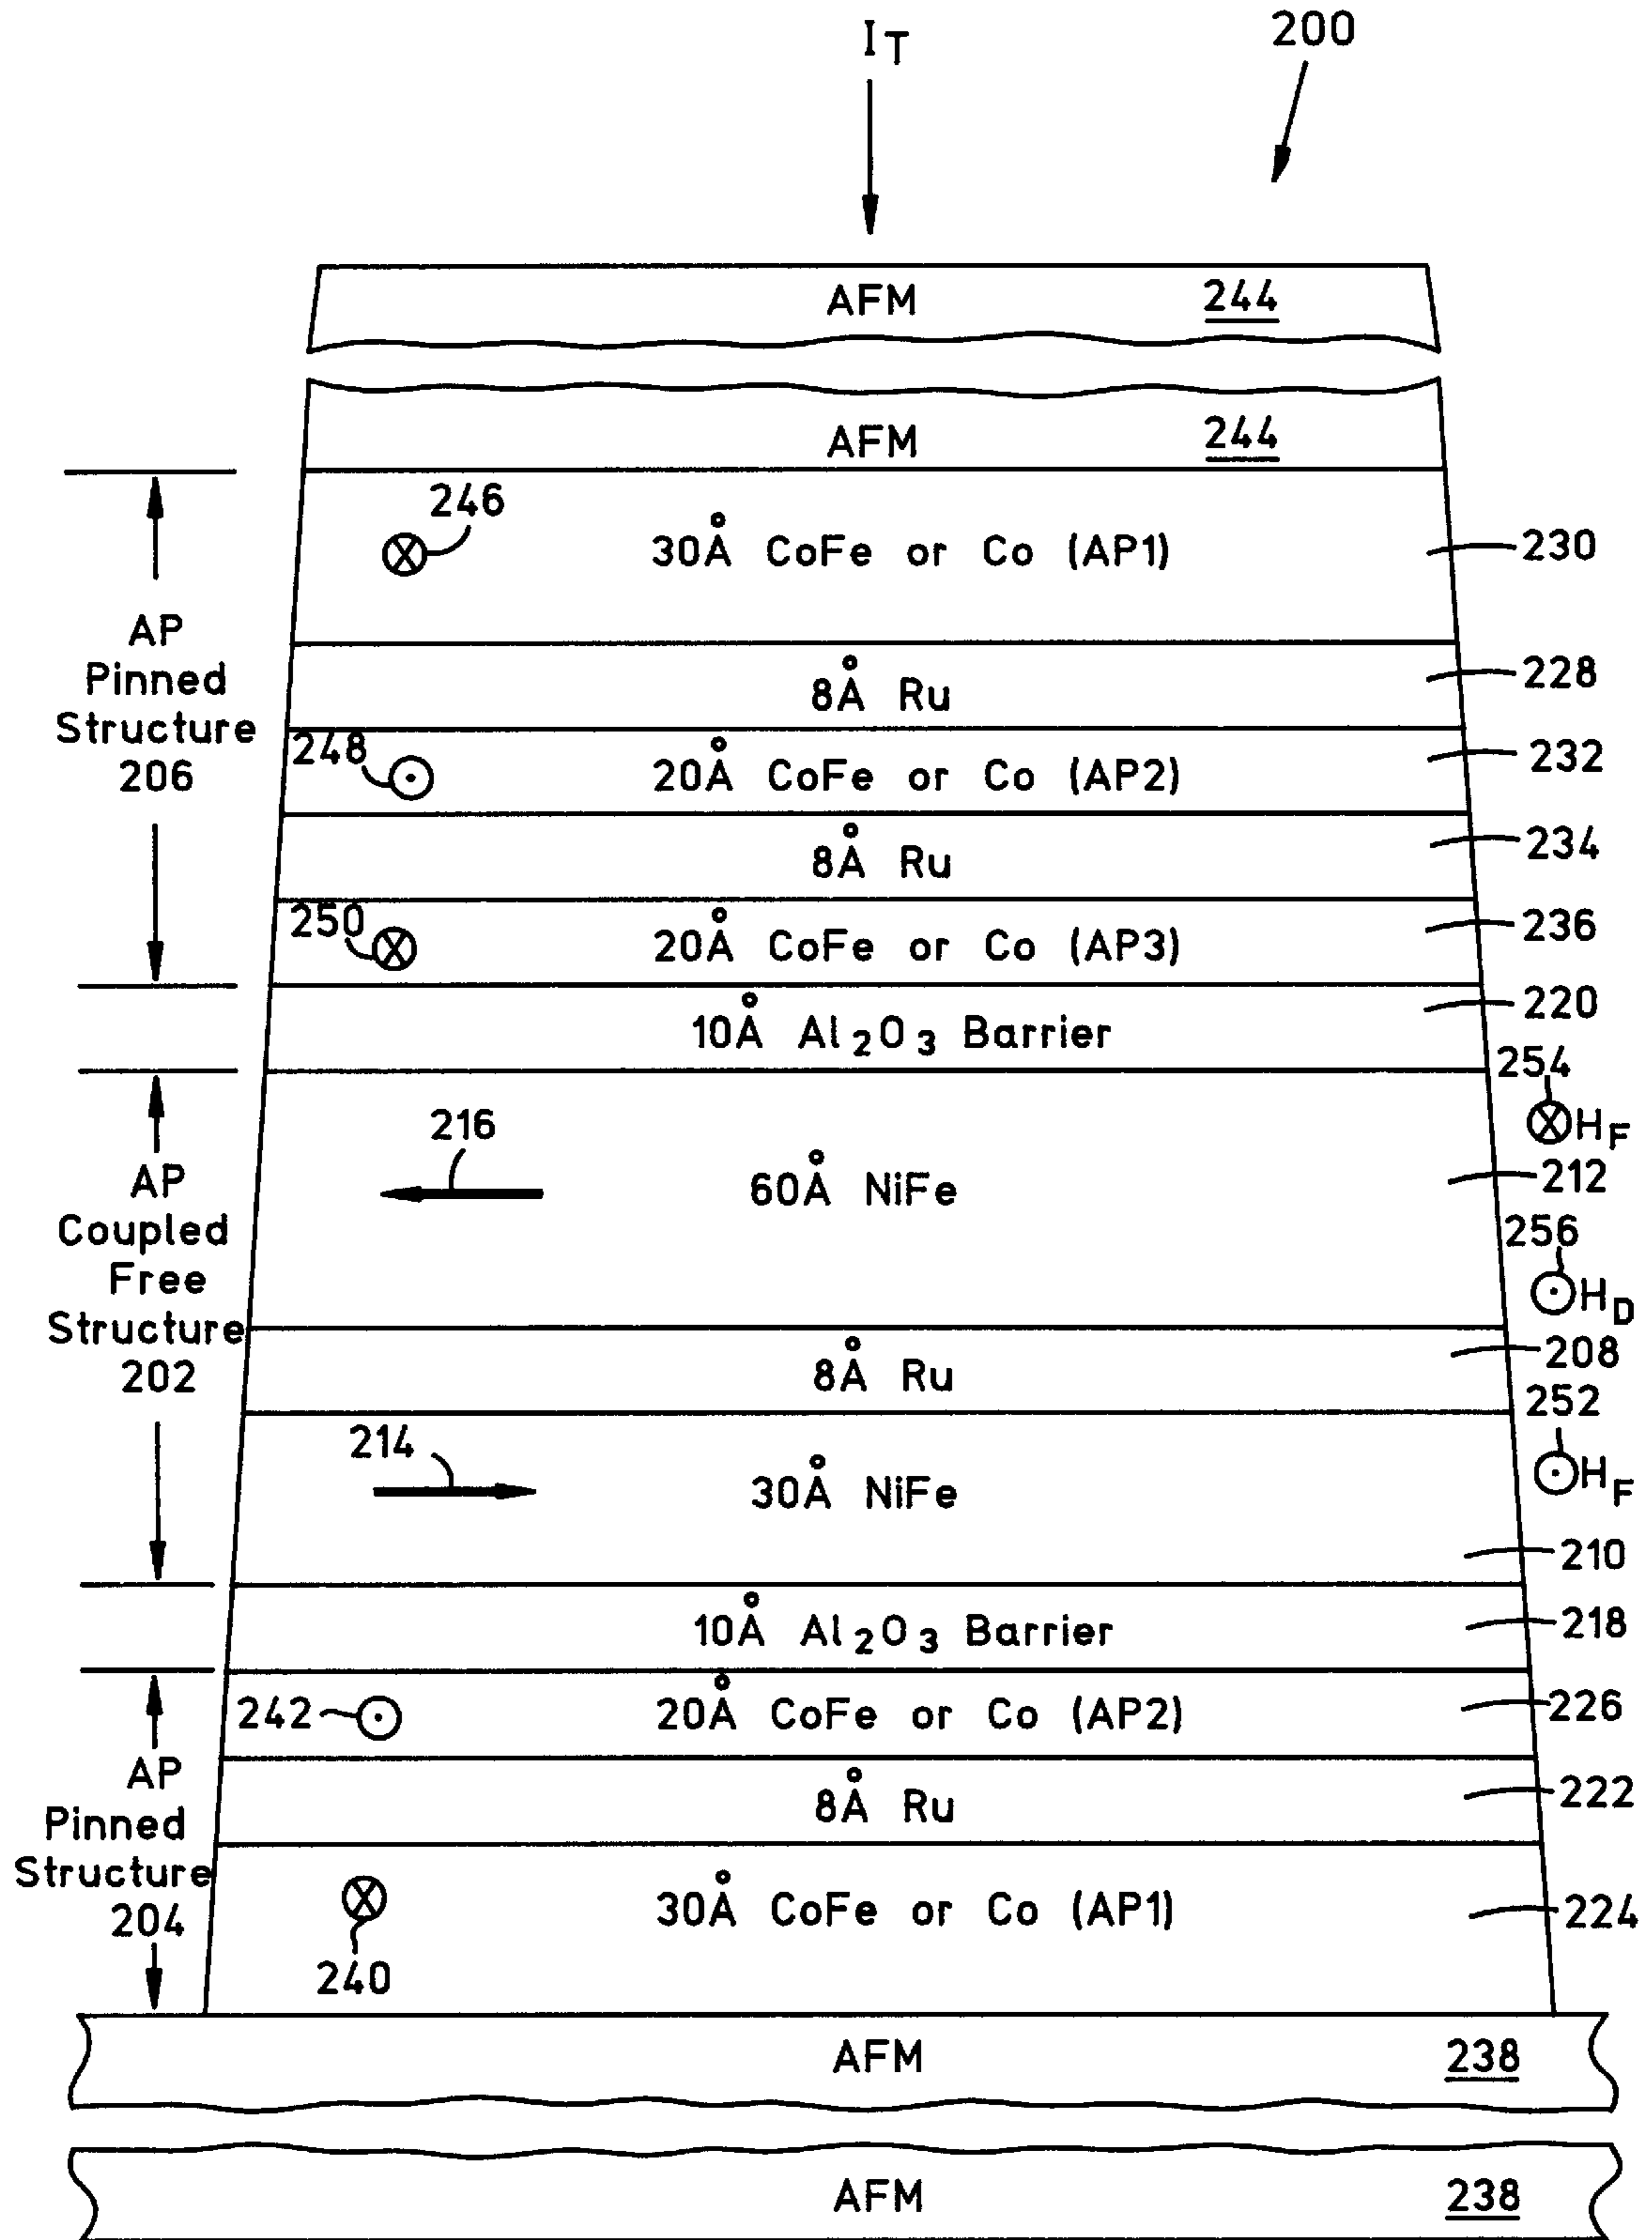 I_T
200
AFM 244
AFM 244
246
30Å CoFe or Co (AP1)
230
AP
Pinned
Structure
206
8Å Ru
228
248
20Å CoFe or Co (AP2)
232
8Å Ru
234
250
20Å CoFe or Co (AP3)
236
10Å Al₂O₃ Barrier
220
254
H_F
216
60Å NiFe
212
AP
Coupled
Free
Structure
202
256
H_D
8Å Ru
208
252
H_F
214
30Å NiFe
210
10Å Al₂O₃ Barrier
218
242
20Å CoFe or Co (AP2)
226
AP
Pinned
Structure
204
8Å Ru
222
30Å CoFe or Co (AP1)
224
240
AFM 238
AFM 238